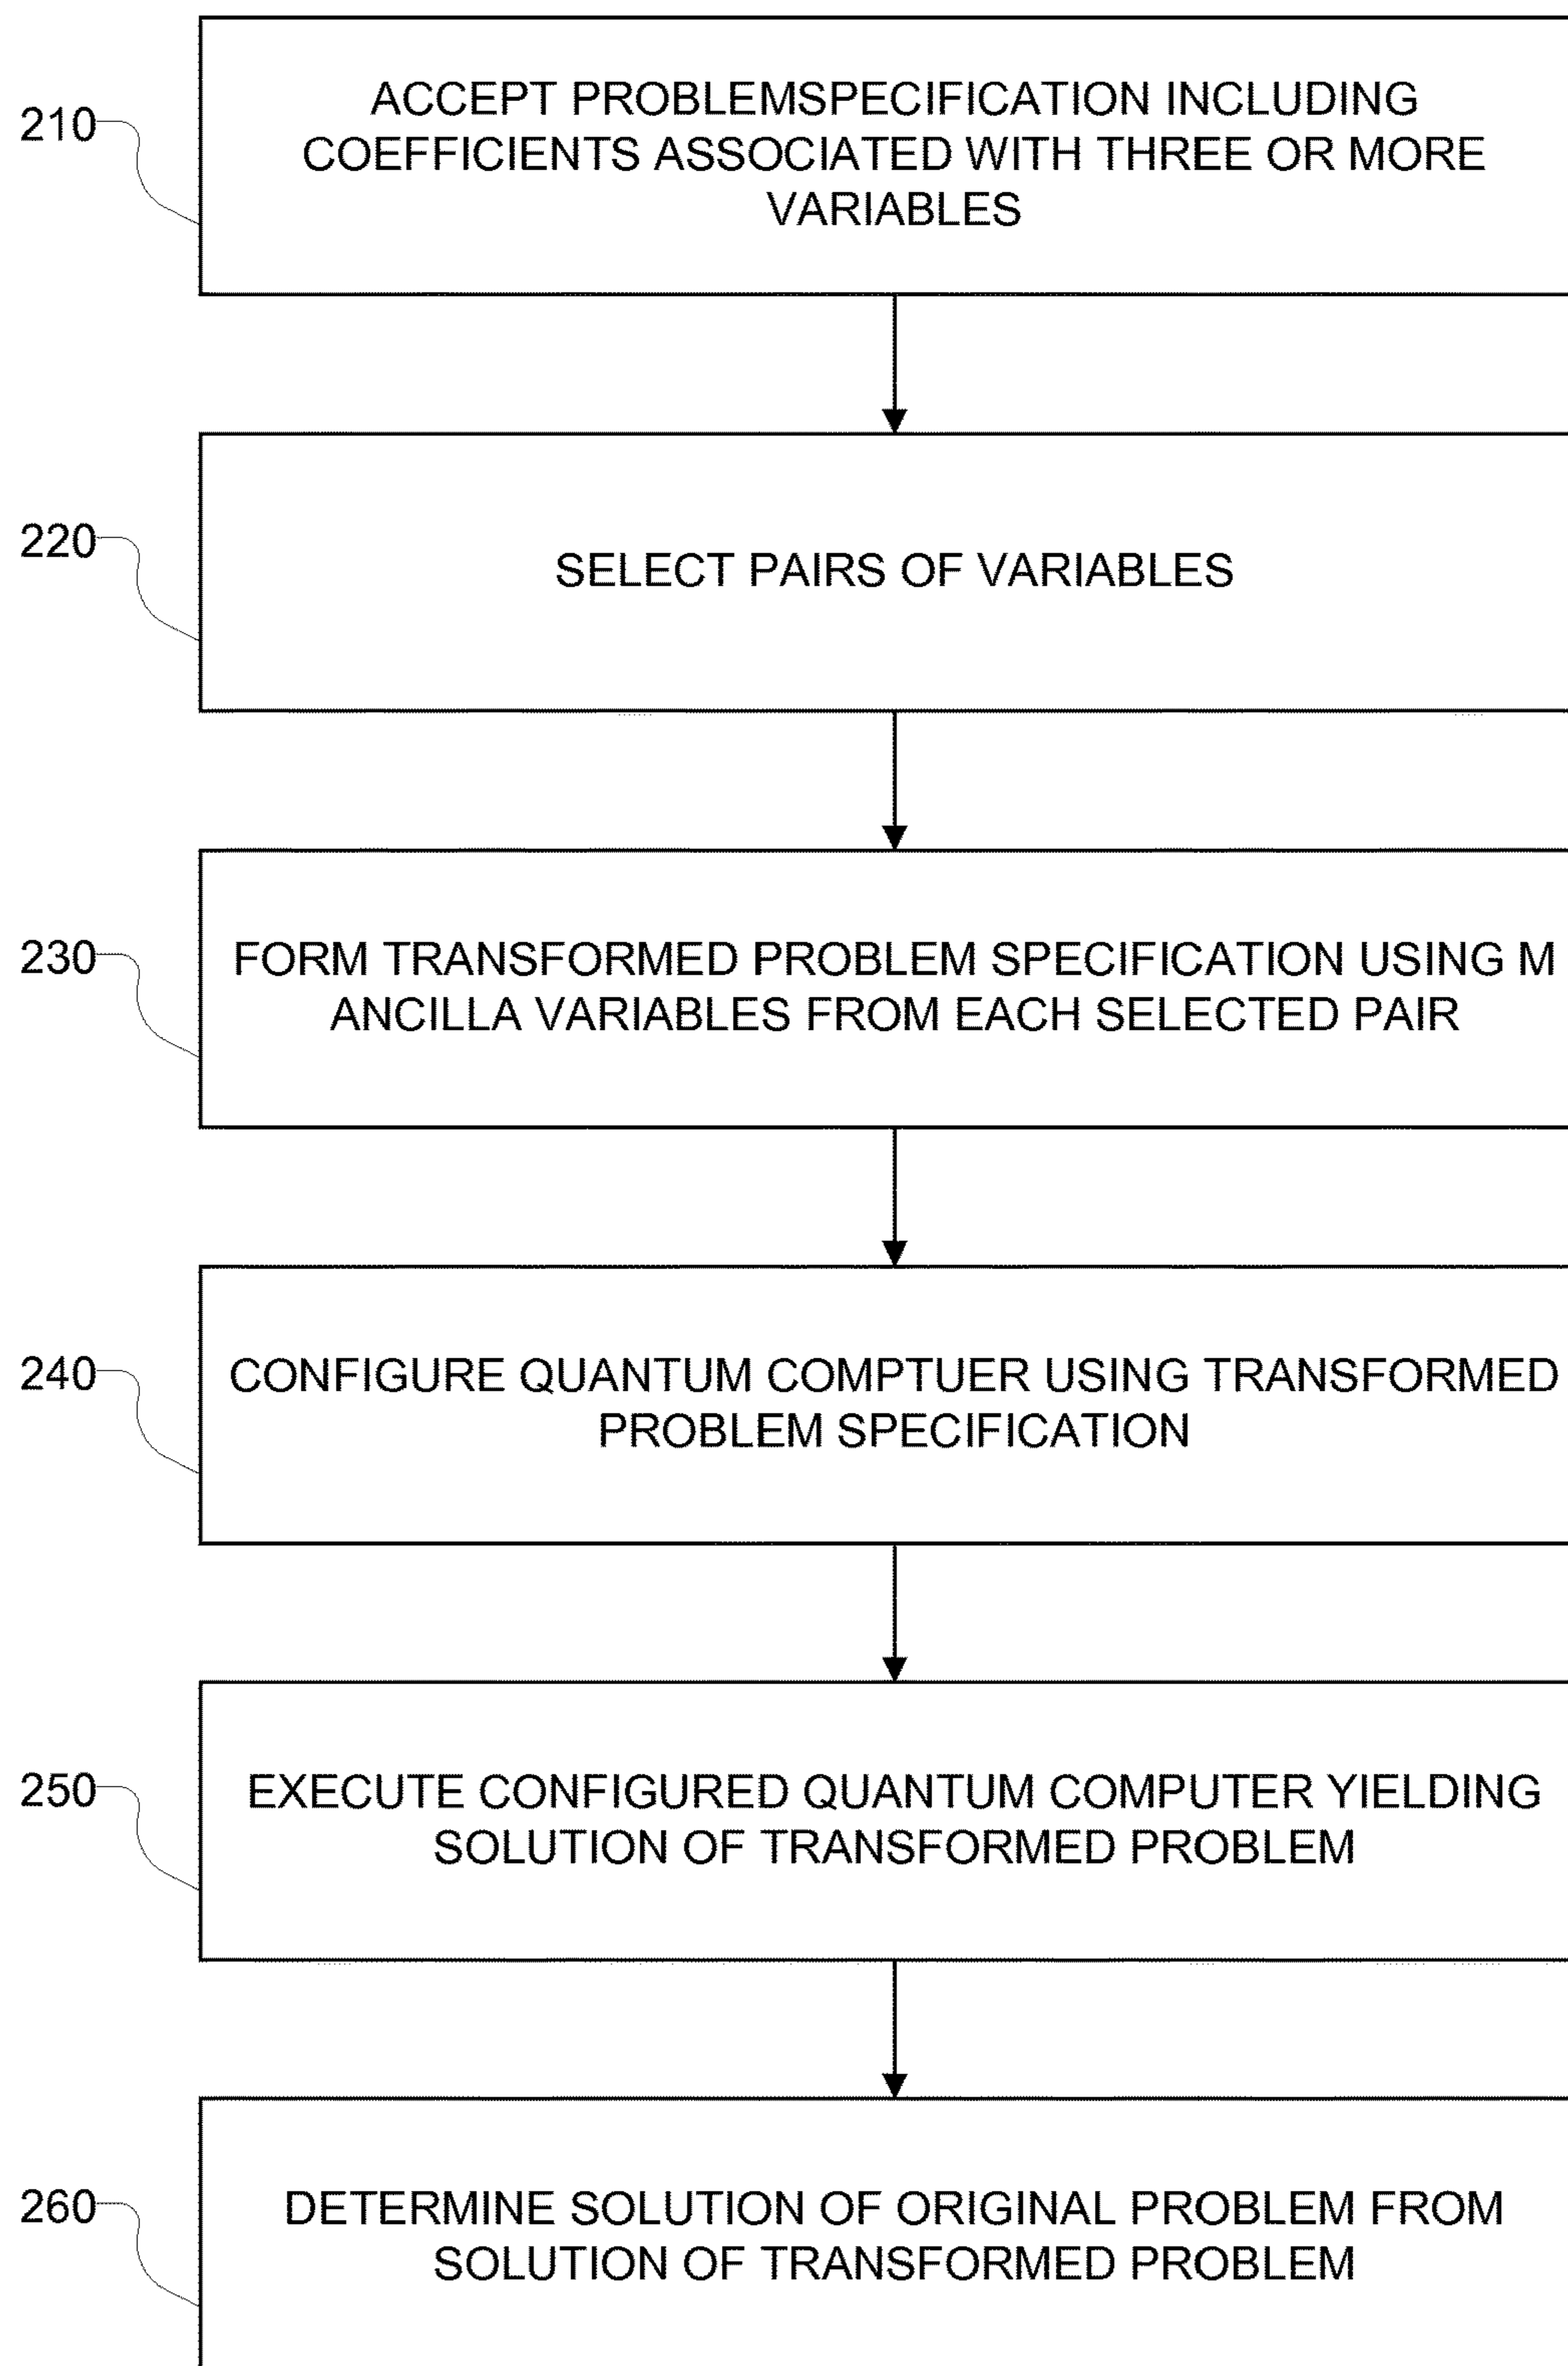 210
ACCEPT PROBLEMSPECIFICATION INCLUDING
COEFFICIENTS ASSOCIATED WITH THREE OR MORE
VARIABLES
220
SELECT PAIRS OF VARIABLES
230
FORM TRANSFORMED PROBLEM SPECIFICATION USING M
ANCILLA VARIABLES FROM EACH SELECTED PAIR
240
CONFIGURE QUANTUM COMPTUER USING TRANSFORMED
PROBLEM SPECIFICATION
250
EXECUTE CONFIGURED QUANTUM COMPUTER YIELDING
SOLUTION OF TRANSFORMED PROBLEM
260
DETERMINE SOLUTION OF ORIGINAL PROBLEM FROM
SOLUTION OF TRANSFORMED PROBLEM